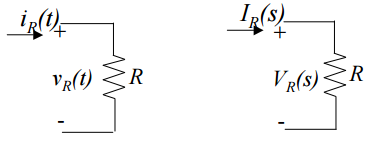 i_R(t) I_R(s)
+ +
v_R(t) R V_R(s) R
- -